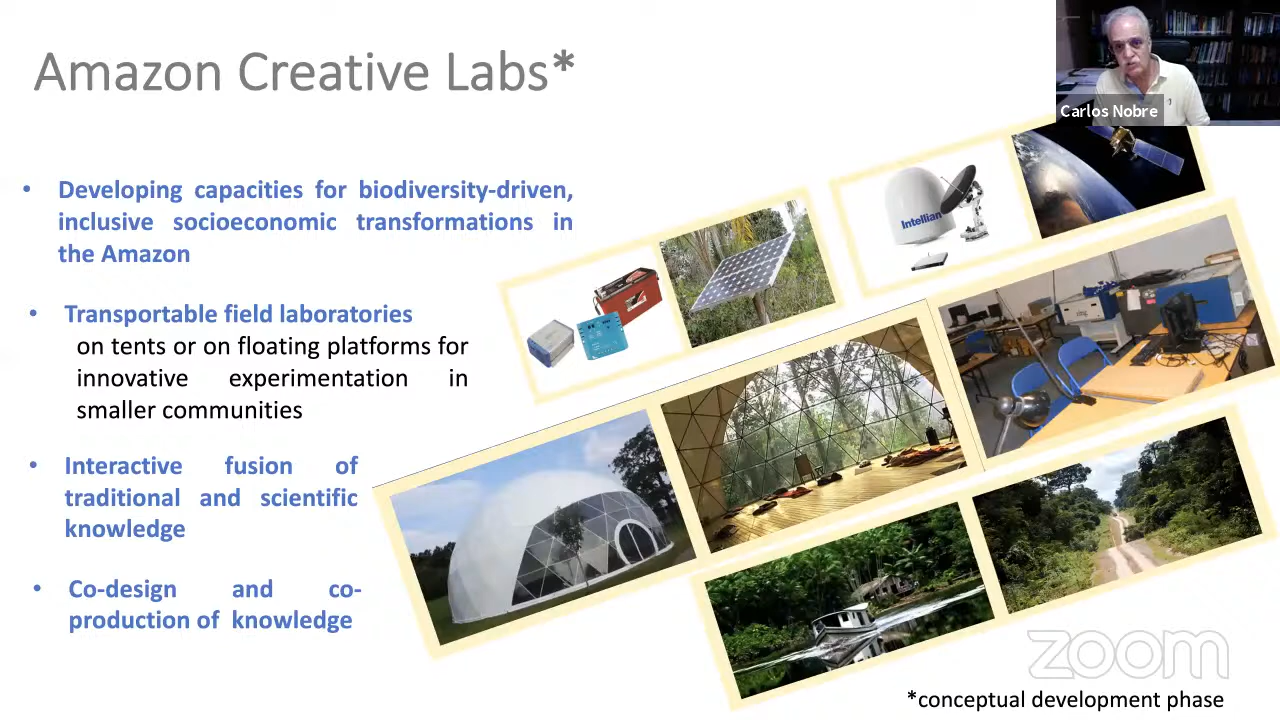 Amazon Creative Labs*
Carlos Nobre
• Developing capacities for biodiversity-driven,
inclusive socioeconomic transformations in
the Amazon
• Transportable field laboratories
on tents or on floating platforms for
innovative experimentation in
smaller communities
• Interactive fusion of
traditional and scientific
knowledge
• Co-design and co-
production of knowledge
Intellian
zoom
*conceptual development phase